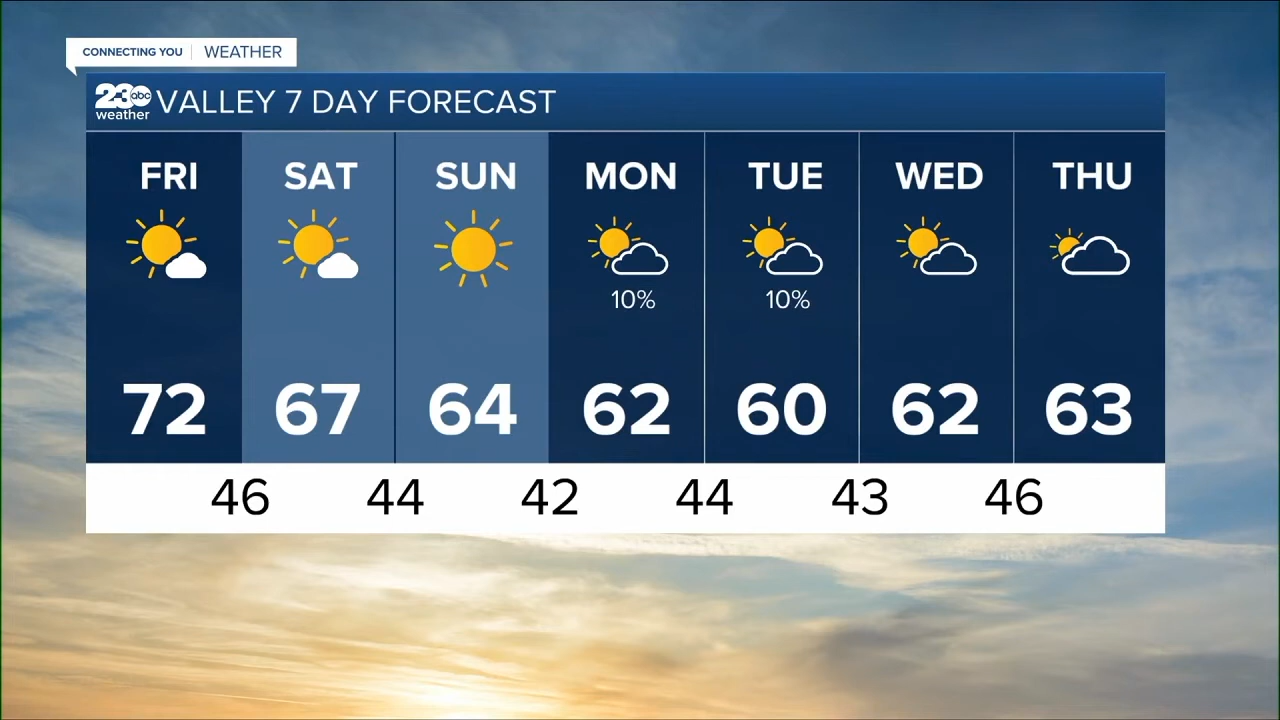 CONNECTING YOU WEATHER
23 abc
weather
VALLEY 7 DAY FORECAST
FRI SAT SUN MON TUE WED THU
10% 10%
72 67 64 62 60 62 63
46 44 42 44 43 46